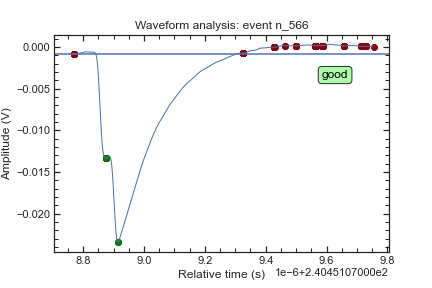 Waveform analysis: event n_566
0.000
−0.005
−0.010
−0.015
−0.020
Amplitude (V)
good
8.8
9.0
9.2
9.4
9.6
9.8
Relative time (s)
1e−6+2.4045107000e2